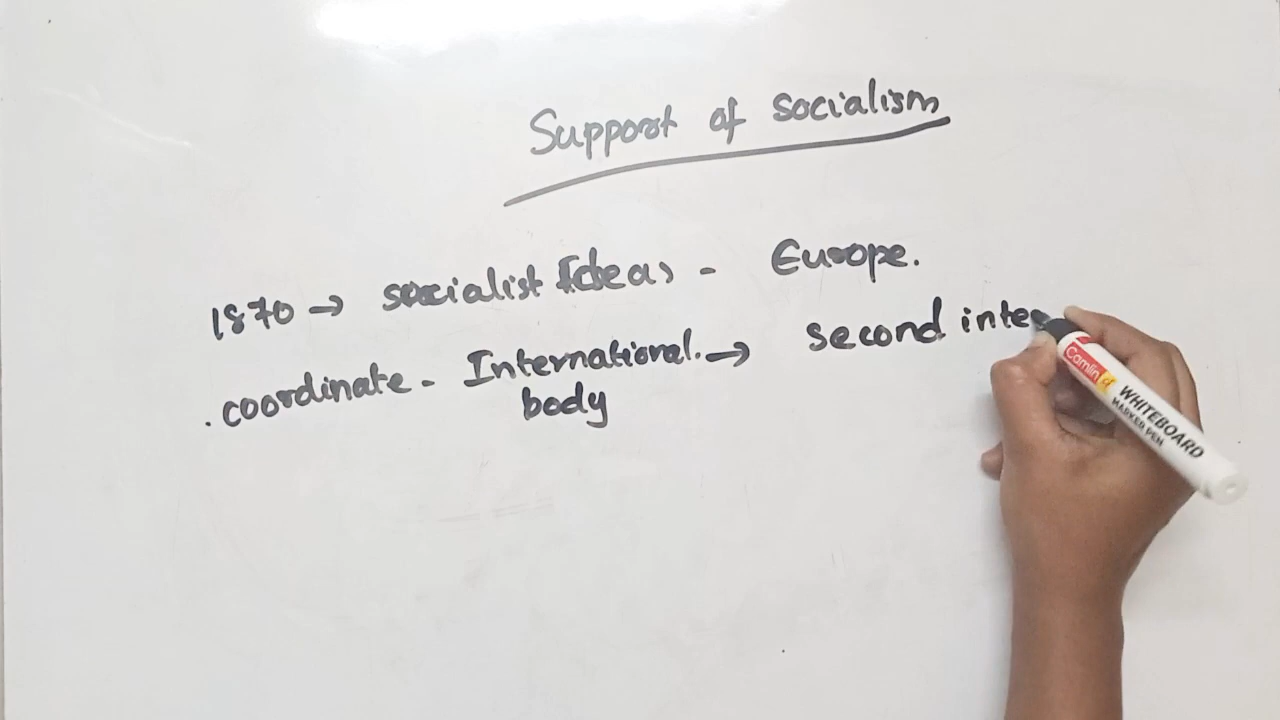 Support of socialism
1870 → socialist Ideas - Europe.
. coordinate - International. → second inte
body
Camlin
WHITEBOARD
MARKER PEN